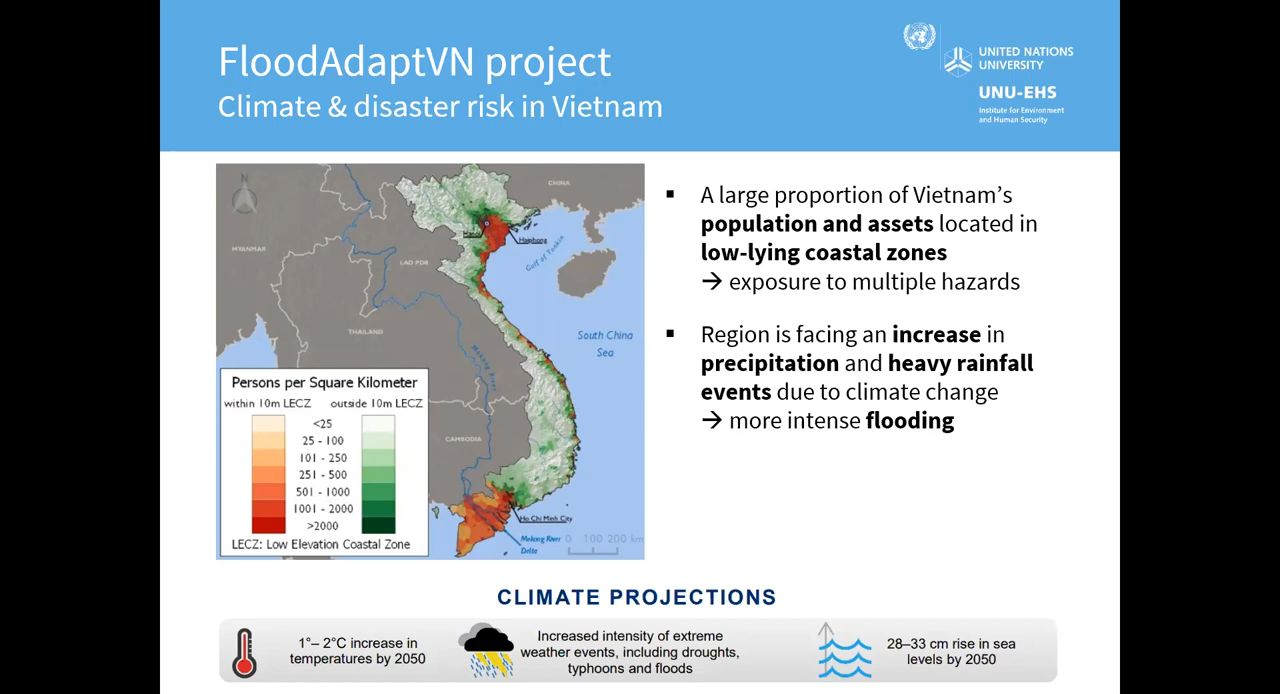 FloodAdaptVN project
Climate & disaster risk in Vietnam
UNITED NATIONS
UNIVERSITY
UNU-EHS
Institute for Environment
and Human Security
N
CHINA
MYANMAR
LAO PDR
Haiphong
Gulf of Tonkin
THAILAND
South China
Sea
Mekong River
CAMBODIA
Ho Chi Minh City
Mekong River
Delta
0 100 200 km
Persons per Square Kilometer
within 10m LECZ outside 10m LECZ
<25
25 - 100
101 - 250
251 - 500
501 - 1000
1001 - 2000
>2000
LECZ: Low Elevation Coastal Zone
▪ A large proportion of Vietnam’s
population and assets located in
low-lying coastal zones
→ exposure to multiple hazards
▪ Region is facing an increase in
precipitation and heavy rainfall
events due to climate change
→ more intense flooding
CLIMATE PROJECTIONS
1°– 2°C increase in
temperatures by 2050
Increased intensity of extreme
weather events, including droughts,
typhoons and floods
28–33 cm rise in sea
levels by 2050